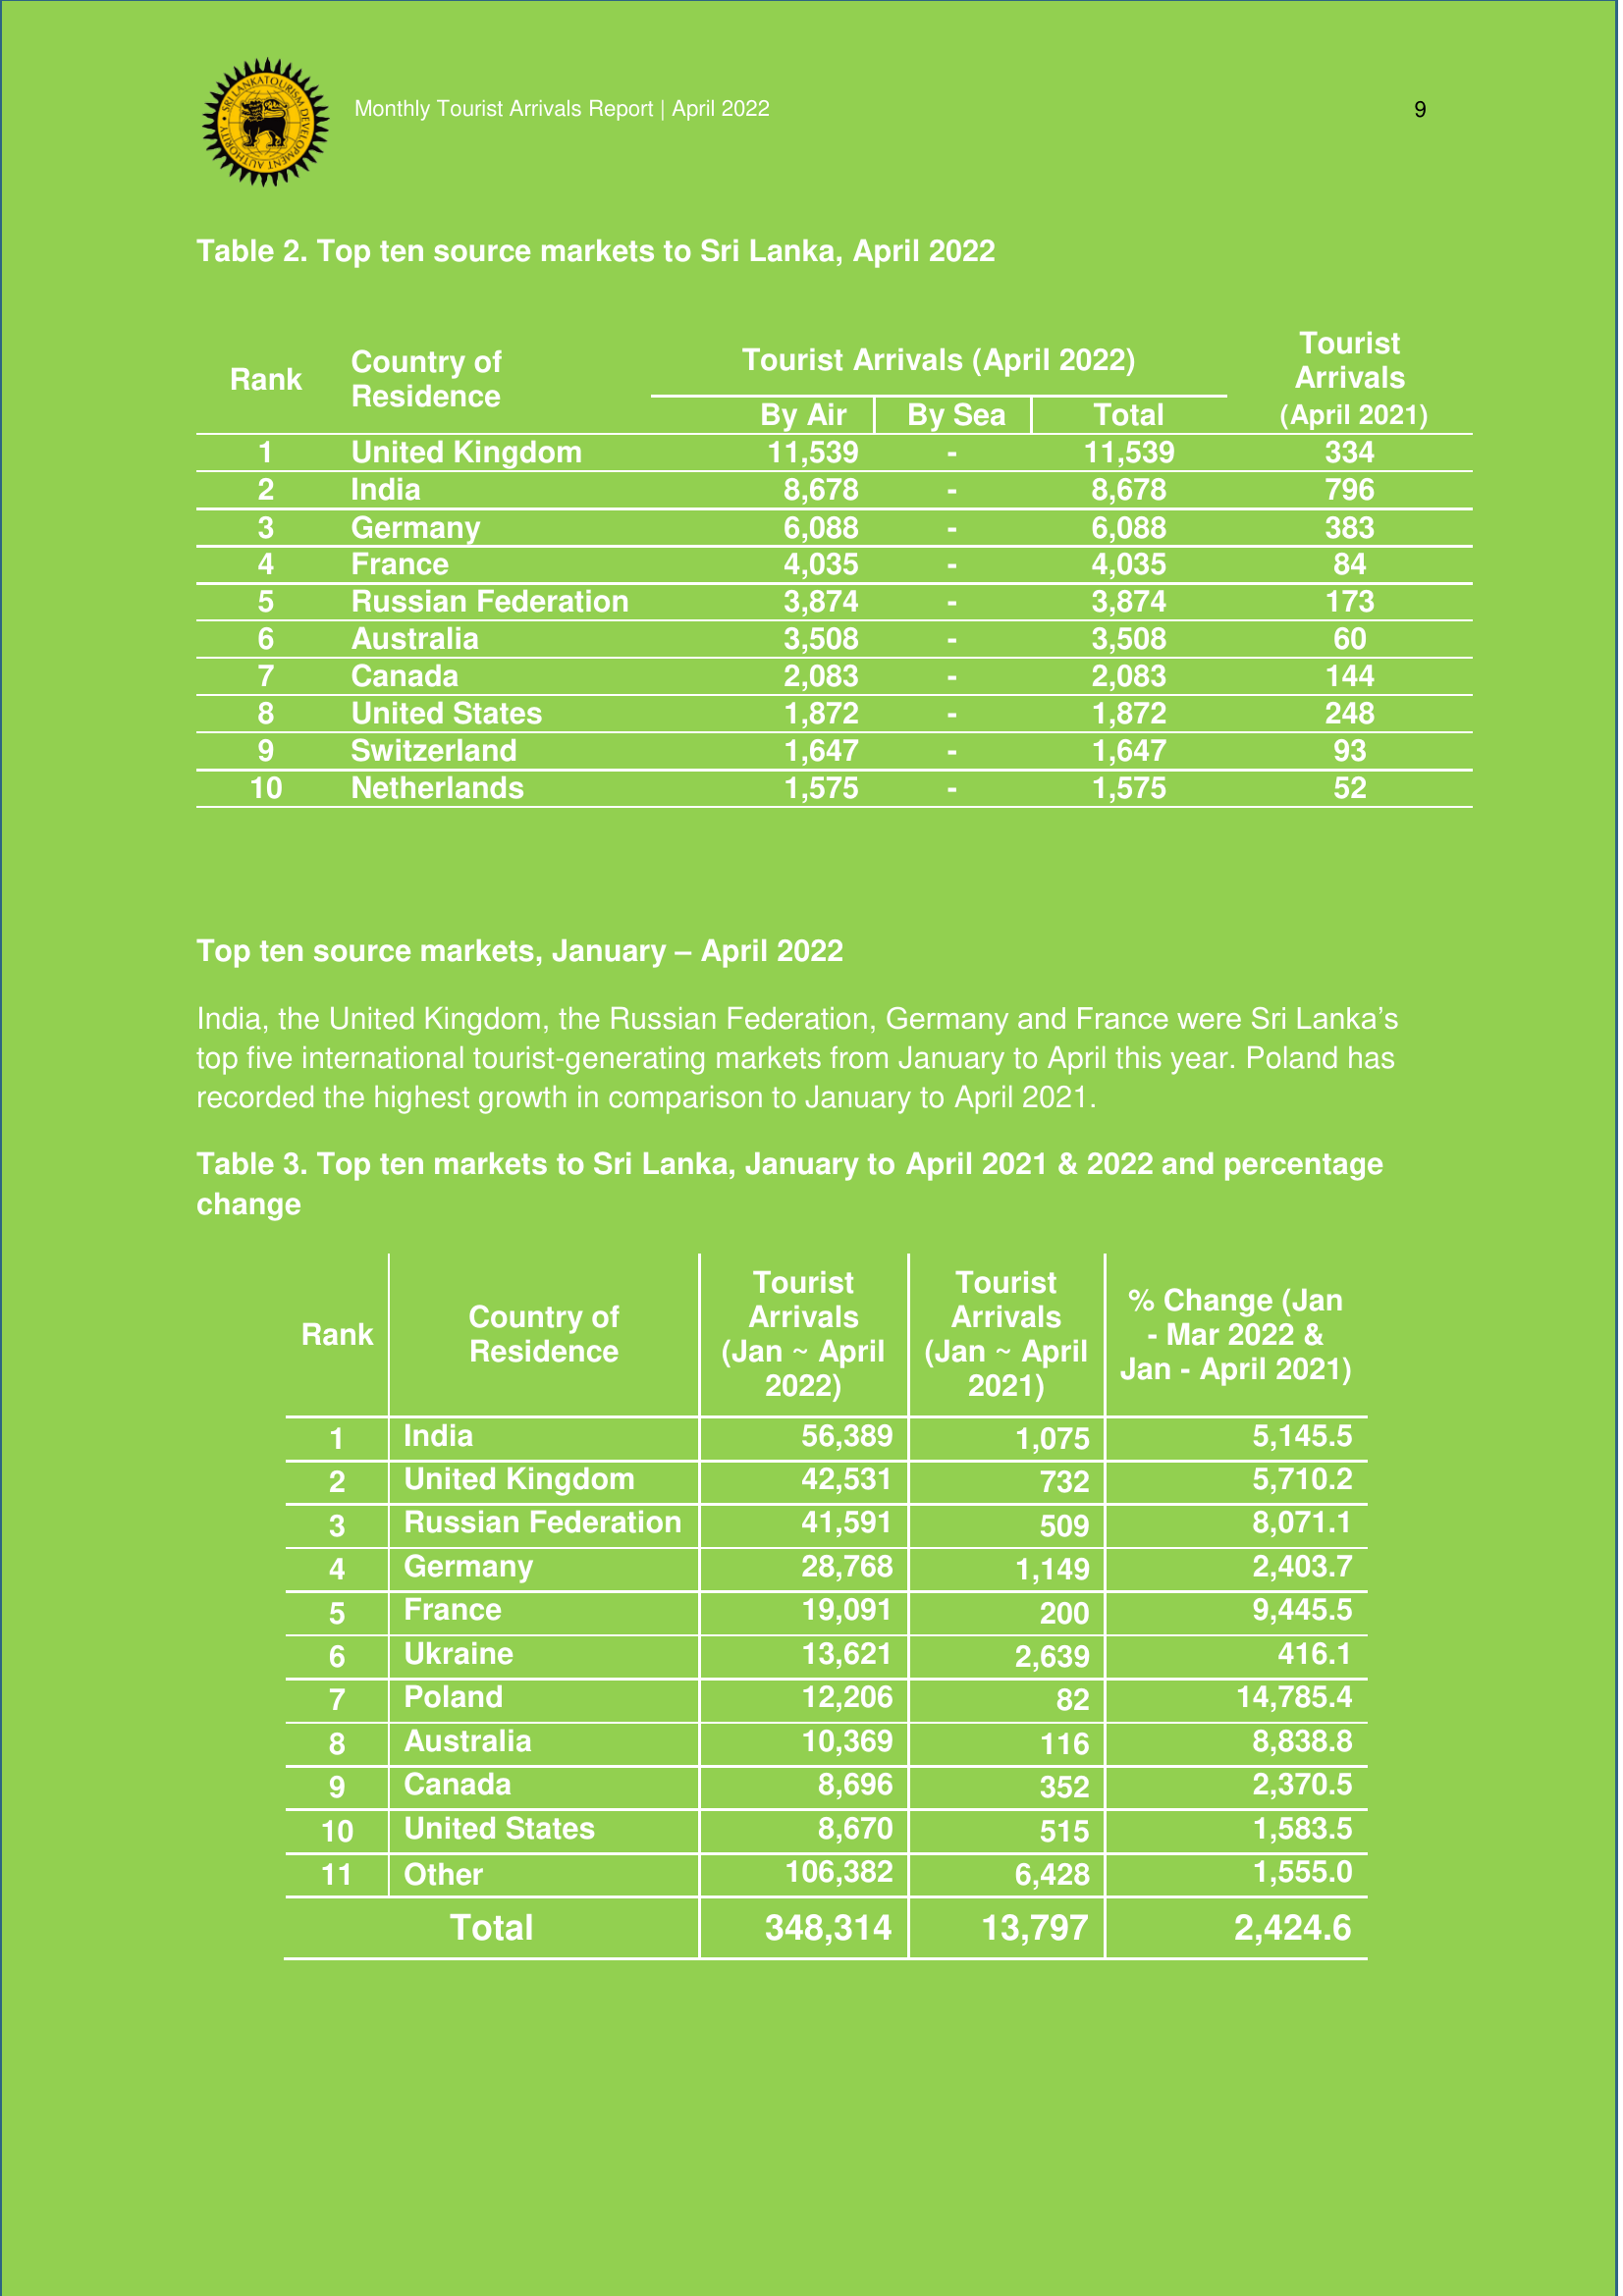 SRI LANKA TOURISM DEVELOPMENT AUTHORITY
Monthly Tourist Arrivals Report | April 2022
9
Table 2. Top ten source markets to Sri Lanka, April 2022
Rank Country of Residence Tourist Arrivals (April 2022) Tourist Arrivals (April 2021)
By Air By Sea Total
1 United Kingdom 11,539 - 11,539 334
2 India 8,678 - 8,678 796
3 Germany 6,088 - 6,088 383
4 France 4,035 - 4,035 84
5 Russian Federation 3,874 - 3,874 173
6 Australia 3,508 - 3,508 60
7 Canada 2,083 - 2,083 144
8 United States 1,872 - 1,872 248
9 Switzerland 1,647 - 1,647 93
10 Netherlands 1,575 - 1,575 52
Top ten source markets, January – April 2022
India, the United Kingdom, the Russian Federation, Germany and France were Sri Lanka’s
top five international tourist-generating markets from January to April this year. Poland has
recorded the highest growth in comparison to January to April 2021.
Table 3. Top ten markets to Sri Lanka, January to April 2021 & 2022 and percentage
change
Rank Country of Residence Tourist Arrivals (Jan ~ April 2022) Tourist Arrivals (Jan ~ April 2021) % Change (Jan - Mar 2022 & Jan - April 2021)
1 India 56,389 1,075 5,145.5
2 United Kingdom 42,531 732 5,710.2
3 Russian Federation 41,591 509 8,071.1
4 Germany 28,768 1,149 2,403.7
5 France 19,091 200 9,445.5
6 Ukraine 13,621 2,639 416.1
7 Poland 12,206 82 14,785.4
8 Australia 10,369 116 8,838.8
9 Canada 8,696 352 2,370.5
10 United States 8,670 515 1,583.5
11 Other 106,382 6,428 1,555.0
Total 348,314 13,797 2,424.6